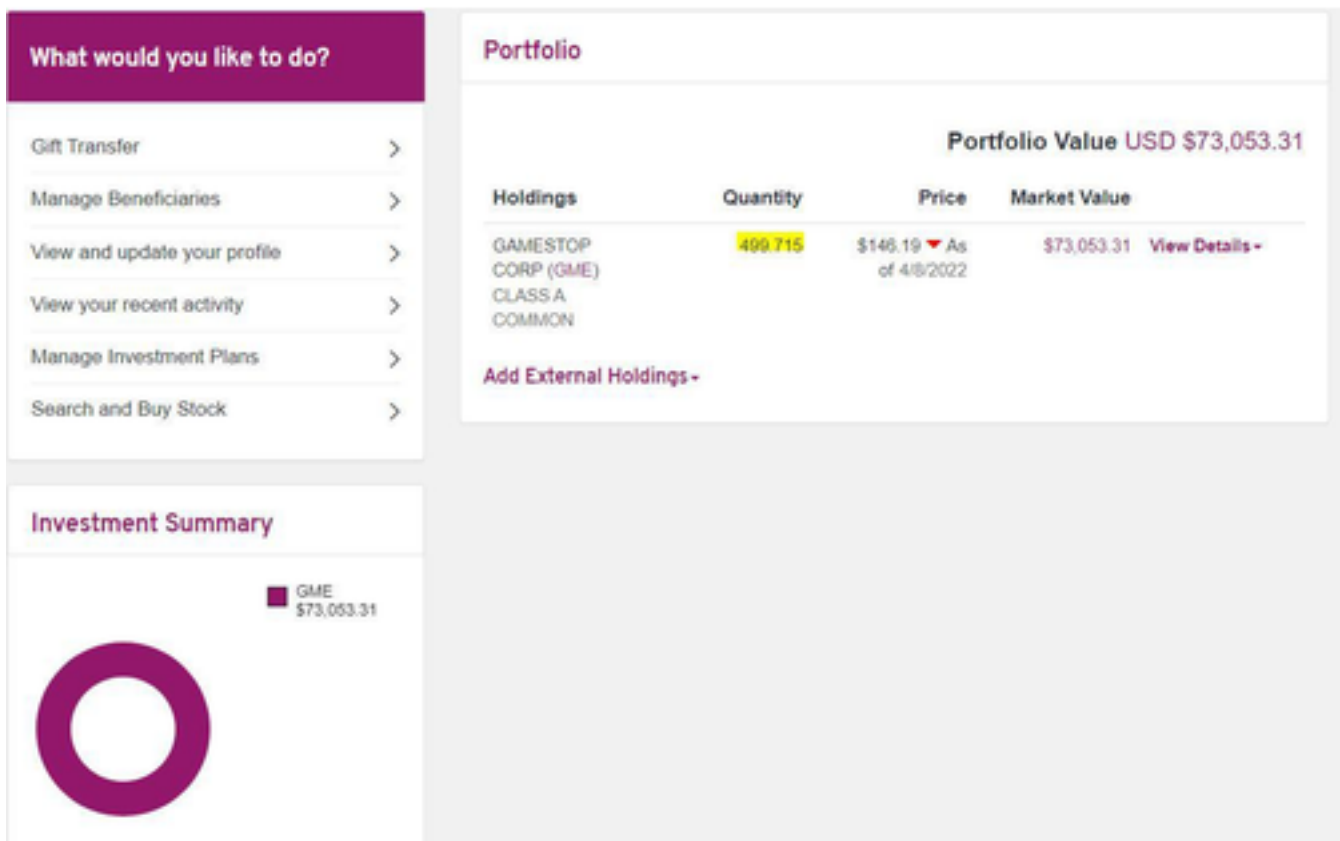 What would you like to do?
Gift Transfer
Manage Beneficiaries
View and update your profile
View your recent activity
Manage Investment Plans
Search and Buy Stock
Portfolio
Portfolio Value USD $73,053.31
Holdings Quantity Price Market Value
GAMESTOP 499.715 $146.19 As $73,053.31 View Details
CORP (GME) of 4/8/2022
CLASS A
COMMON
Add External Holdings
Investment Summary
GME
$73,053.31